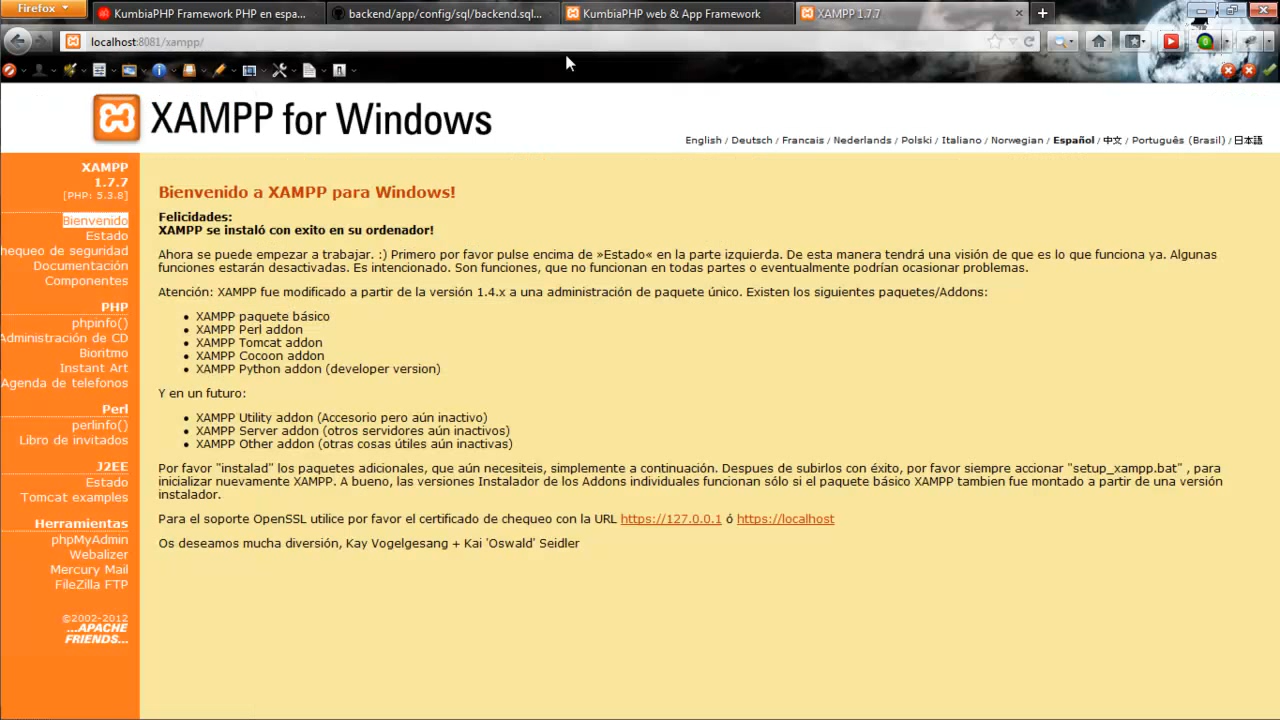 Firefox
KumbiaPHP Framework PHP en espa...
backend/app/config/sql/backend.sql...
KumbiaPHP web & App Framework
XAMPP 1.7.7
localhost:8081/xampp/
XAMPP for Windows
English / Deutsch / Francais / Nederlands / Polski / Italiano / Norwegian / Español / 中文 / Português (Brasil) / 日本語
XAMPP
1.7.7
[PHP: 5.3.8]
Bienvenido
Estado
hequeo de seguridad
Documentación
Componentes
PHP
phpinfo()
Administración de CD
Bioritmo
Instant Art
Agenda de telefonos
Perl
perlinfo()
Libro de invitados
J2EE
Estado
Tomcat examples
Herramientas
phpMyAdmin
Webalizer
Mercury Mail
FileZilla FTP
©2002-2012
...APACHE
FRIENDS...
Bienvenido a XAMPP para Windows!
Felicidades:
XAMPP se instaló con exito en su ordenador!
Ahora se puede empezar a trabajar. :) Primero por favor pulse encima de »Estado« en la parte izquierda. De esta manera tendrá una visión de que es lo que funciona ya. Algunas
funciones estarán desactivadas. Es intencionado. Son funciones, que no funcionan en todas partes o eventualmente podrían ocasionar problemas.
Atención: XAMPP fue modificado a partir de la versión 1.4.x a una administración de paquete único. Existen los siguientes paquetes/Addons:
XAMPP paquete básico
XAMPP Perl addon
XAMPP Tomcat addon
XAMPP Cocoon addon
XAMPP Python addon (developer version)
Y en un futuro:
XAMPP Utility addon (Accesorio pero aún inactivo)
XAMPP Server addon (otros servidores aún inactivos)
XAMPP Other addon (otras cosas útiles aún inactivas)
Por favor "instalad" los paquetes adicionales, que aún necesiteis, simplemente a continuación. Despues de subirlos con éxito, por favor siempre accionar "setup_xampp.bat" , para
inicializar nuevamente XAMPP. A bueno, las versiones Instalador de los Addons individuales funcionan sólo si el paquete básico XAMPP tambien fue montado a partir de una versión
instalador.
Para el soporte OpenSSL utilice por favor el certificado de chequeo con la URL https://127.0.0.1 ó https://localhost
Os deseamos mucha diversión, Kay Vogelgesang + Kai 'Oswald' Seidler